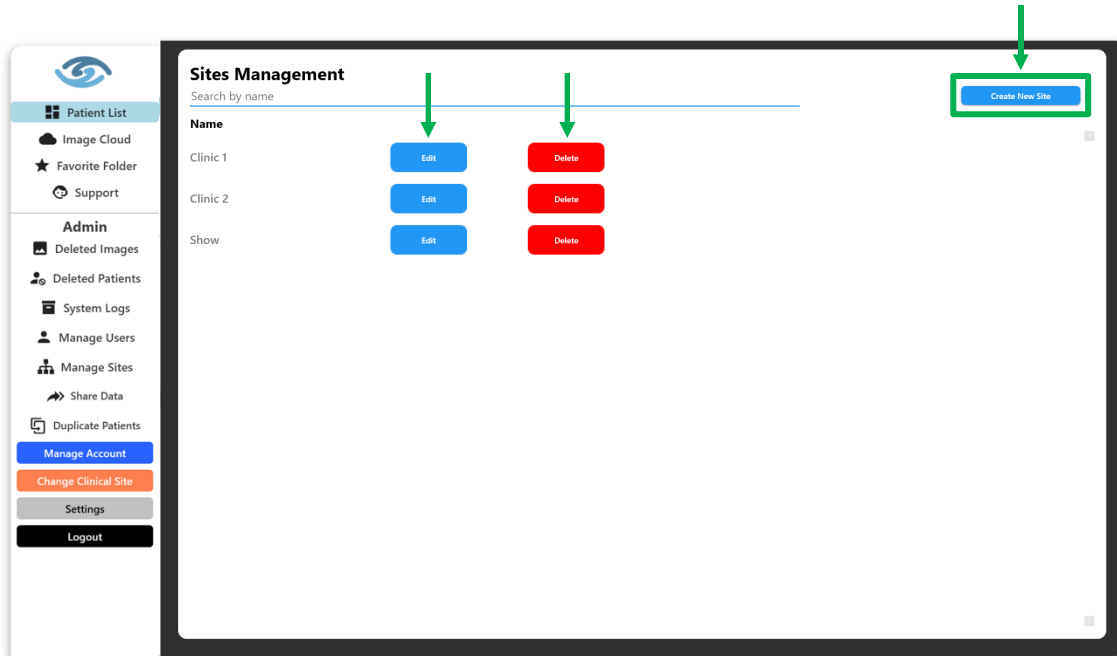 Patient List
Image Cloud
Favorite Folder
Support
Admin
Deleted Images
Deleted Patients
System Logs
Manage Users
Manage Sites
Share Data
Duplicate Patients
Manage Account
Change Clinical Site
Settings
Logout
Sites Management
Search by name
Create New Site
Name
Clinic 1 Edit Delete
Clinic 2 Edit Delete
Show Edit Delete